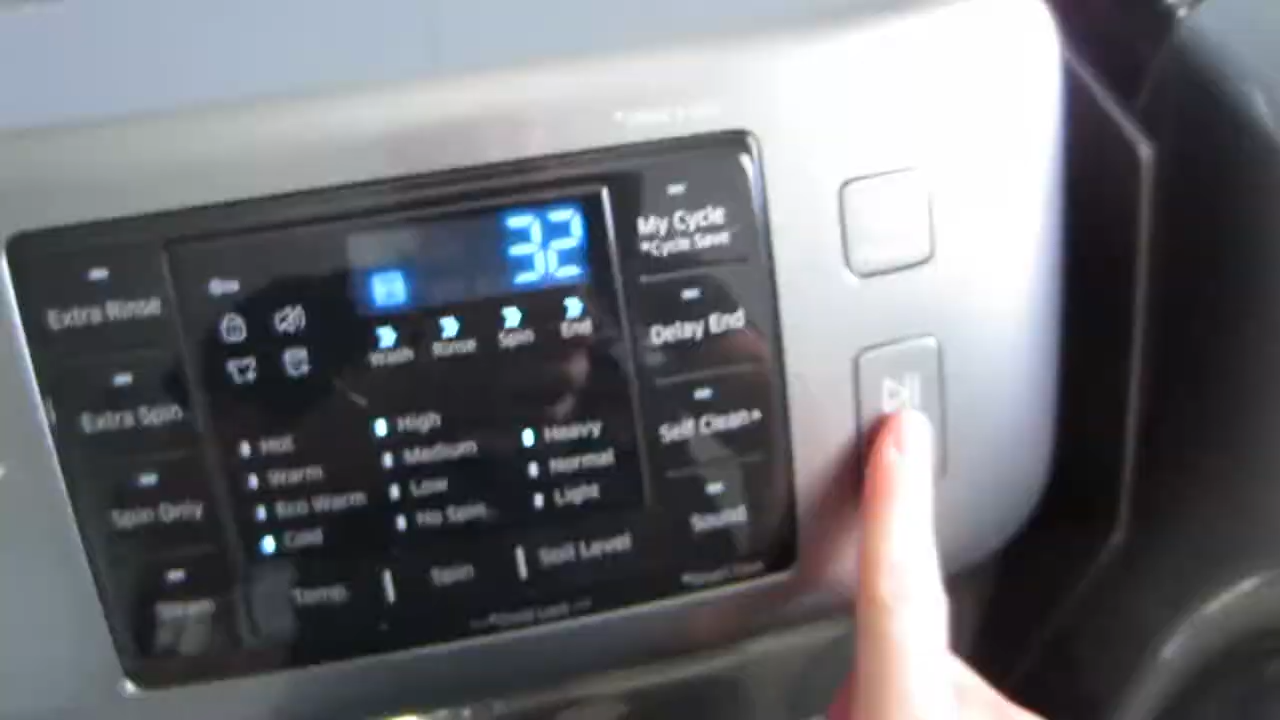 32
My Cycle
*Cycle Save
Extra Rinse
Delay End
Wash Rinse Spin End
Extra Spin
Self Clean+
Hot High Heavy
Warm Medium Normal
Eco Warm Low Light
Cold No Spin
Spin Only
Sound
Steam
Temp. Spin Soil Level